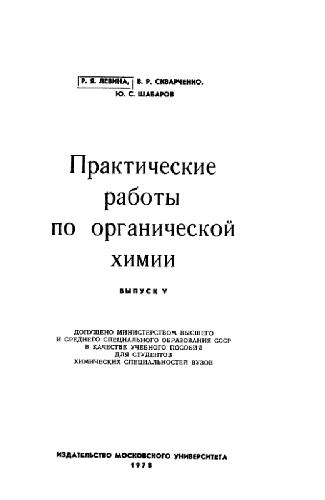 Р. Я. ЛЕВИНА, В. Р. СКВАРЧЕНКО,
Ю. С. ШАБАРОВ
Практические
работы
по органической
химии
ВЫПУСК V
ДОПУЩЕНО МИНИСТЕРСТВОМ ВЫСШЕГО
И СРЕДНЕГО СПЕЦИАЛЬНОГО ОБРАЗОВАНИЯ СССР
В КАЧЕСТВЕ УЧЕБНОГО ПОСОБИЯ
ДЛЯ СТУДЕНТОВ
ХИМИЧЕСКИХ СПЕЦИАЛЬНОСТЕЙ ВУЗОВ
ИЗДАТЕЛЬСТВО МОСКОВСКОГО УНИВЕРСИТЕТА
1978